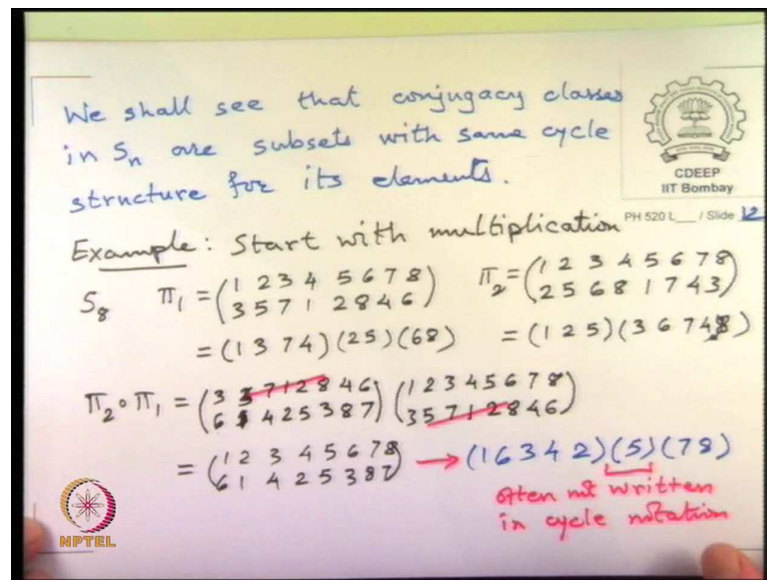 We shall see that conjugacy classes
in Sn are subsets with same cycle
structure for its elements.
CDEEP
IIT Bombay
PH 520 L___ / Slide 12
Example: Start with multiplication
S8 π1 = (1 2 3 4 5 6 7 8 π2 = (1 2 3 4 5 6 7 8
3 5 7 1 2 8 4 6) 2 5 6 8 1 7 4 3)
= (1 3 7 4) (2 5) (6 8) = (1 2 5) (3 6 7 4 8)
π2 ∘ π1 = (3 5 7 1 2 8 4 6 (1 2 3 4 5 6 7 8
6 1 4 2 5 3 8 7) 3 5 7 1 2 8 4 6)
= (1 2 3 4 5 6 7 8 → (1 6 3 4 2) (5) (7 8)
6 1 4 2 5 3 8 7)
often not written
in cycle notation
NPTEL